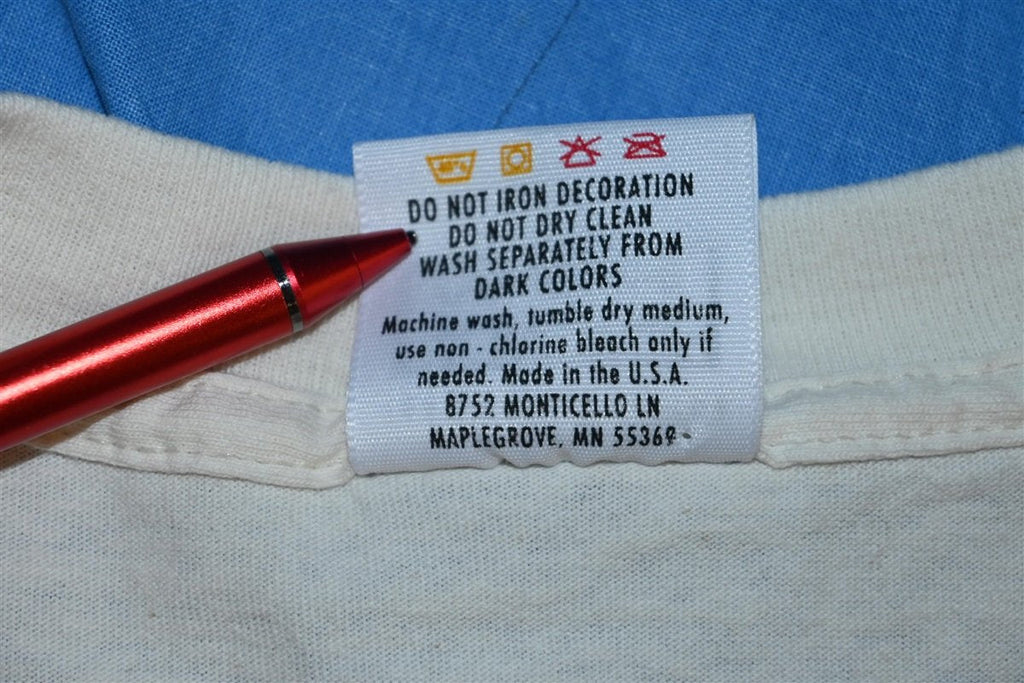 DO NOT IRON DECORATION
DO NOT DRY CLEAN
WASH SEPARATELY FROM
DARK COLORS
Machine wash, tumble dry medium,
use non - chlorine bleach only if
needed. Made in the U.S.A.
8752 MONTICELLO LN
MAPLEGROVE, MN 55369